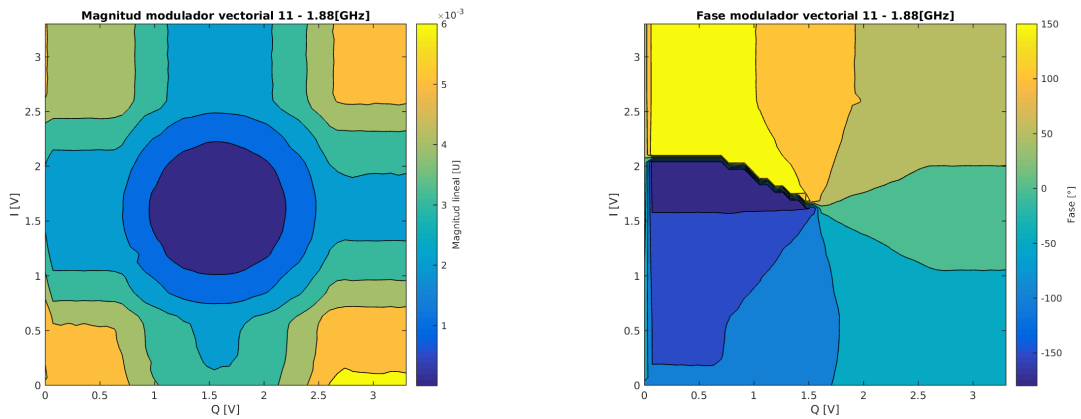 Magnitud modulador vectorial 11 - 1.88[GHz]
×10⁻³
I [V]
3
2.5
2
1.5
1
0.5
0
0 0.5 1 1.5 2 2.5 3
Q [V]
6
5
4
3
2
1
Magnitud lineal [U]
Fase modulador vectorial 11 - 1.88[GHz]
I [V]
3
2.5
2
1.5
1
0.5
0
0 0.5 1 1.5 2 2.5 3
Q [V]
150
100
50
0
-50
-100
-150
Fase [°]